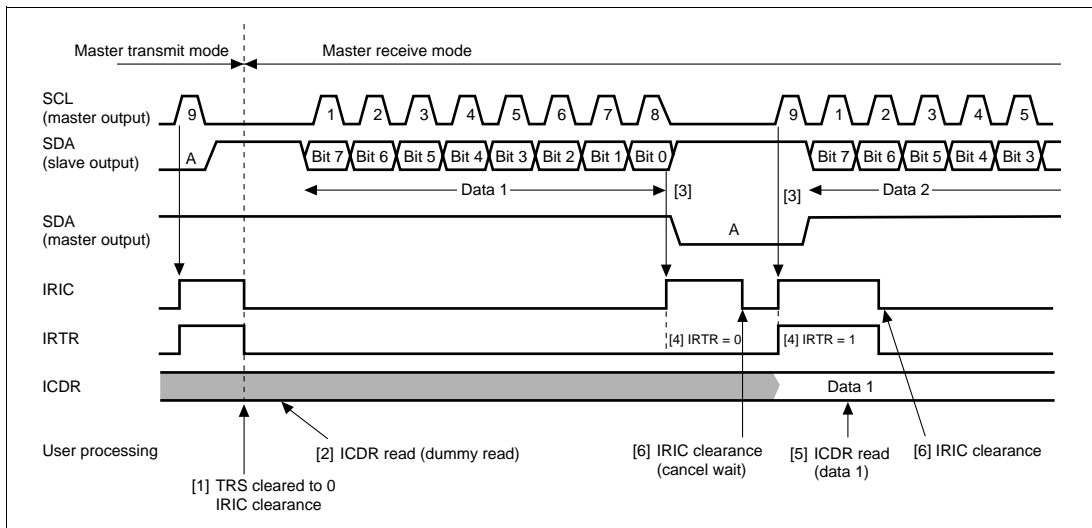 Master transmit mode Master receive mode
SCL
(master output)
9 1 2 3 4 5 6 7 8 9 1 2 3 4 5
SDA
(slave output)
A Bit 7 Bit 6 Bit 5 Bit 4 Bit 3 Bit 2 Bit 1 Bit 0 Bit 7 Bit 6 Bit 5 Bit 4 Bit 3
Data 1 [3] [3] Data 2
SDA
(master output)
A
IRIC
IRTR
[4] IRTR = 0 [4] IRTR = 1
ICDR
Data 1
User processing
[2] ICDR read (dummy read)
[6] IRIC clearance
(cancel wait)
[5] ICDR read
(data 1)
[6] IRIC clearance
[1] TRS cleared to 0
IRIC clearance